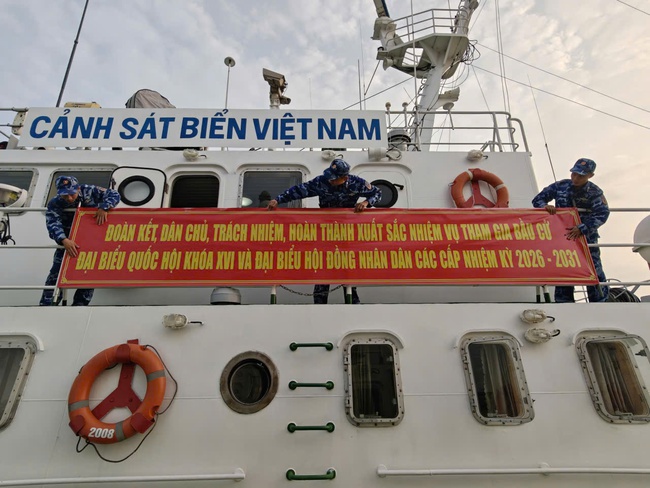 CẢNH SÁT BIỂN VIỆT NAM
ĐOÀN KẾT, DÂN CHỦ, TRÁCH NHIỆM, HOÀN THÀNH XUẤT SẮC NHIỆM VỤ THAM GIA BẦU CỬ
ĐẠI BIỂU QUỐC HỘI KHÓA XVI VÀ ĐẠI BIỂU HỘI ĐỒNG NHÂN DÂN CÁC CẤP NHIỆM KỲ 2026 - 2031
2008